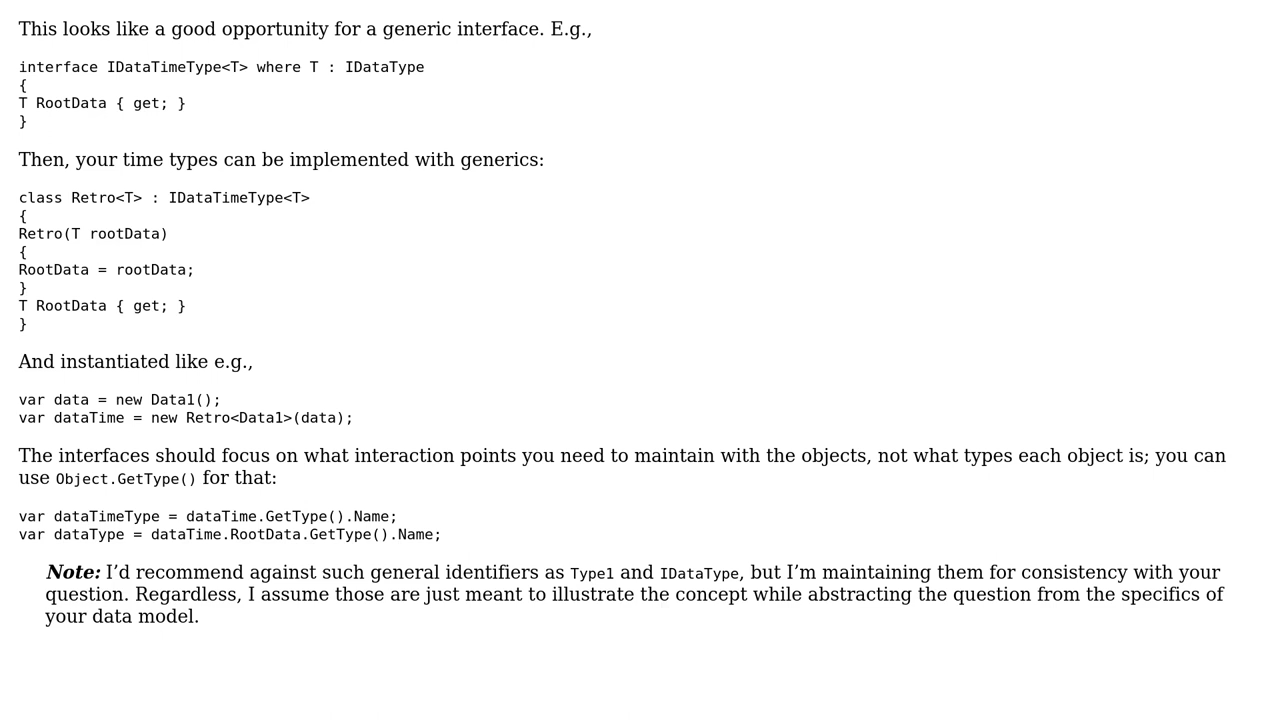 This looks like a good opportunity for a generic interface. E.g.,
interface IDataTimeType<T> where T : IDataType
{
T RootData { get; }
}
Then, your time types can be implemented with generics:
class Retro<T> : IDataTimeType<T>
{
Retro(T rootData)
{
RootData = rootData;
}
T RootData { get; }
}
And instantiated like e.g.,
var data = new Data1();
var dataTime = new Retro<Data1>(data);
The interfaces should focus on what interaction points you need to maintain with the objects, not what types each object is; you can
use Object.GetType() for that:
var dataTimeType = dataTime.GetType().Name;
var dataType = dataTime.RootData.GetType().Name;
Note: I’d recommend against such general identifiers as Type1 and IDataType, but I’m maintaining them for consistency with your
question. Regardless, I assume those are just meant to illustrate the concept while abstracting the question from the specifics of
your data model.